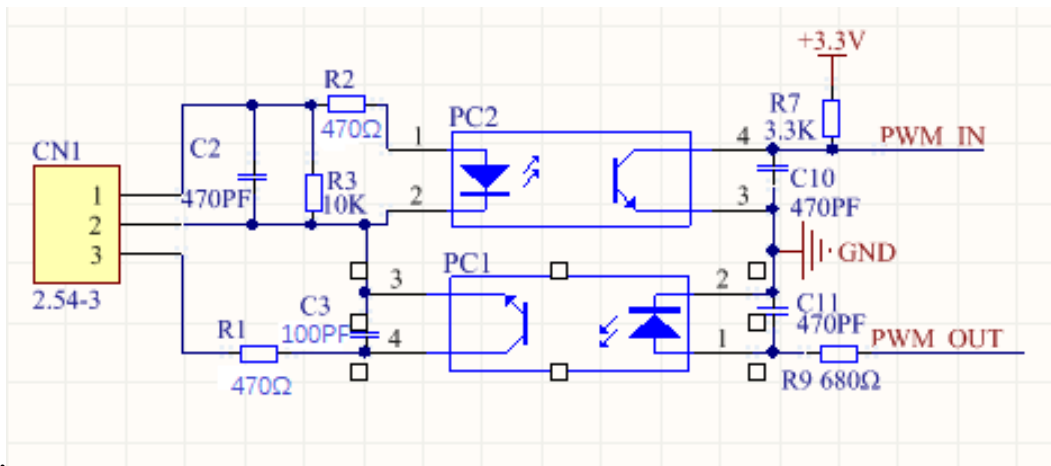 +3.3V
R2
R7
470Ω
PC2
3.3K
1
4
PWM_IN
CN1
C2
1
470PF
R3
10K
2
3
C10
470PF
2
3
GND
PC1
3
2
2.54-3
C3
C11
R1
100PF
4
470PF
1
PWM_OUT
470Ω
R9 680Ω